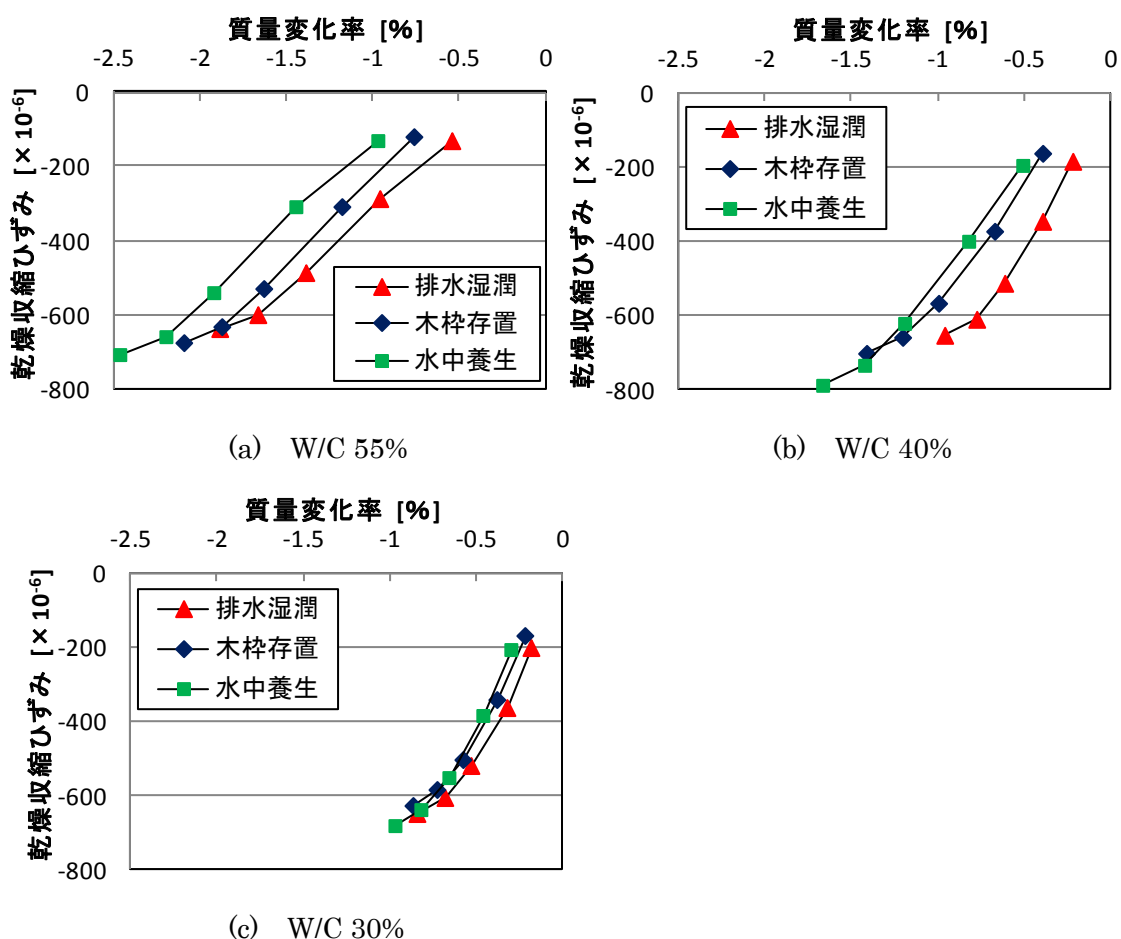 質量変化率 [%]
-2.5 -2 -1.5 -1 -0.5 0
0
-200
-400
-600
-800
乾燥収縮ひずみ [×10-6]
排水湿潤
木枠存置
水中養生
(a) W/C 55%
質量変化率 [%]
-2.5 -2 -1.5 -1 -0.5 0
0
-200
-400
-600
-800
乾燥収縮ひずみ [×10-6]
排水湿潤
木枠存置
水中養生
(b) W/C 40%
質量変化率 [%]
-2.5 -2 -1.5 -1 -0.5 0
0
-200
-400
-600
-800
乾燥収縮ひずみ [×10-6]
排水湿潤
木枠存置
水中養生
(c) W/C 30%